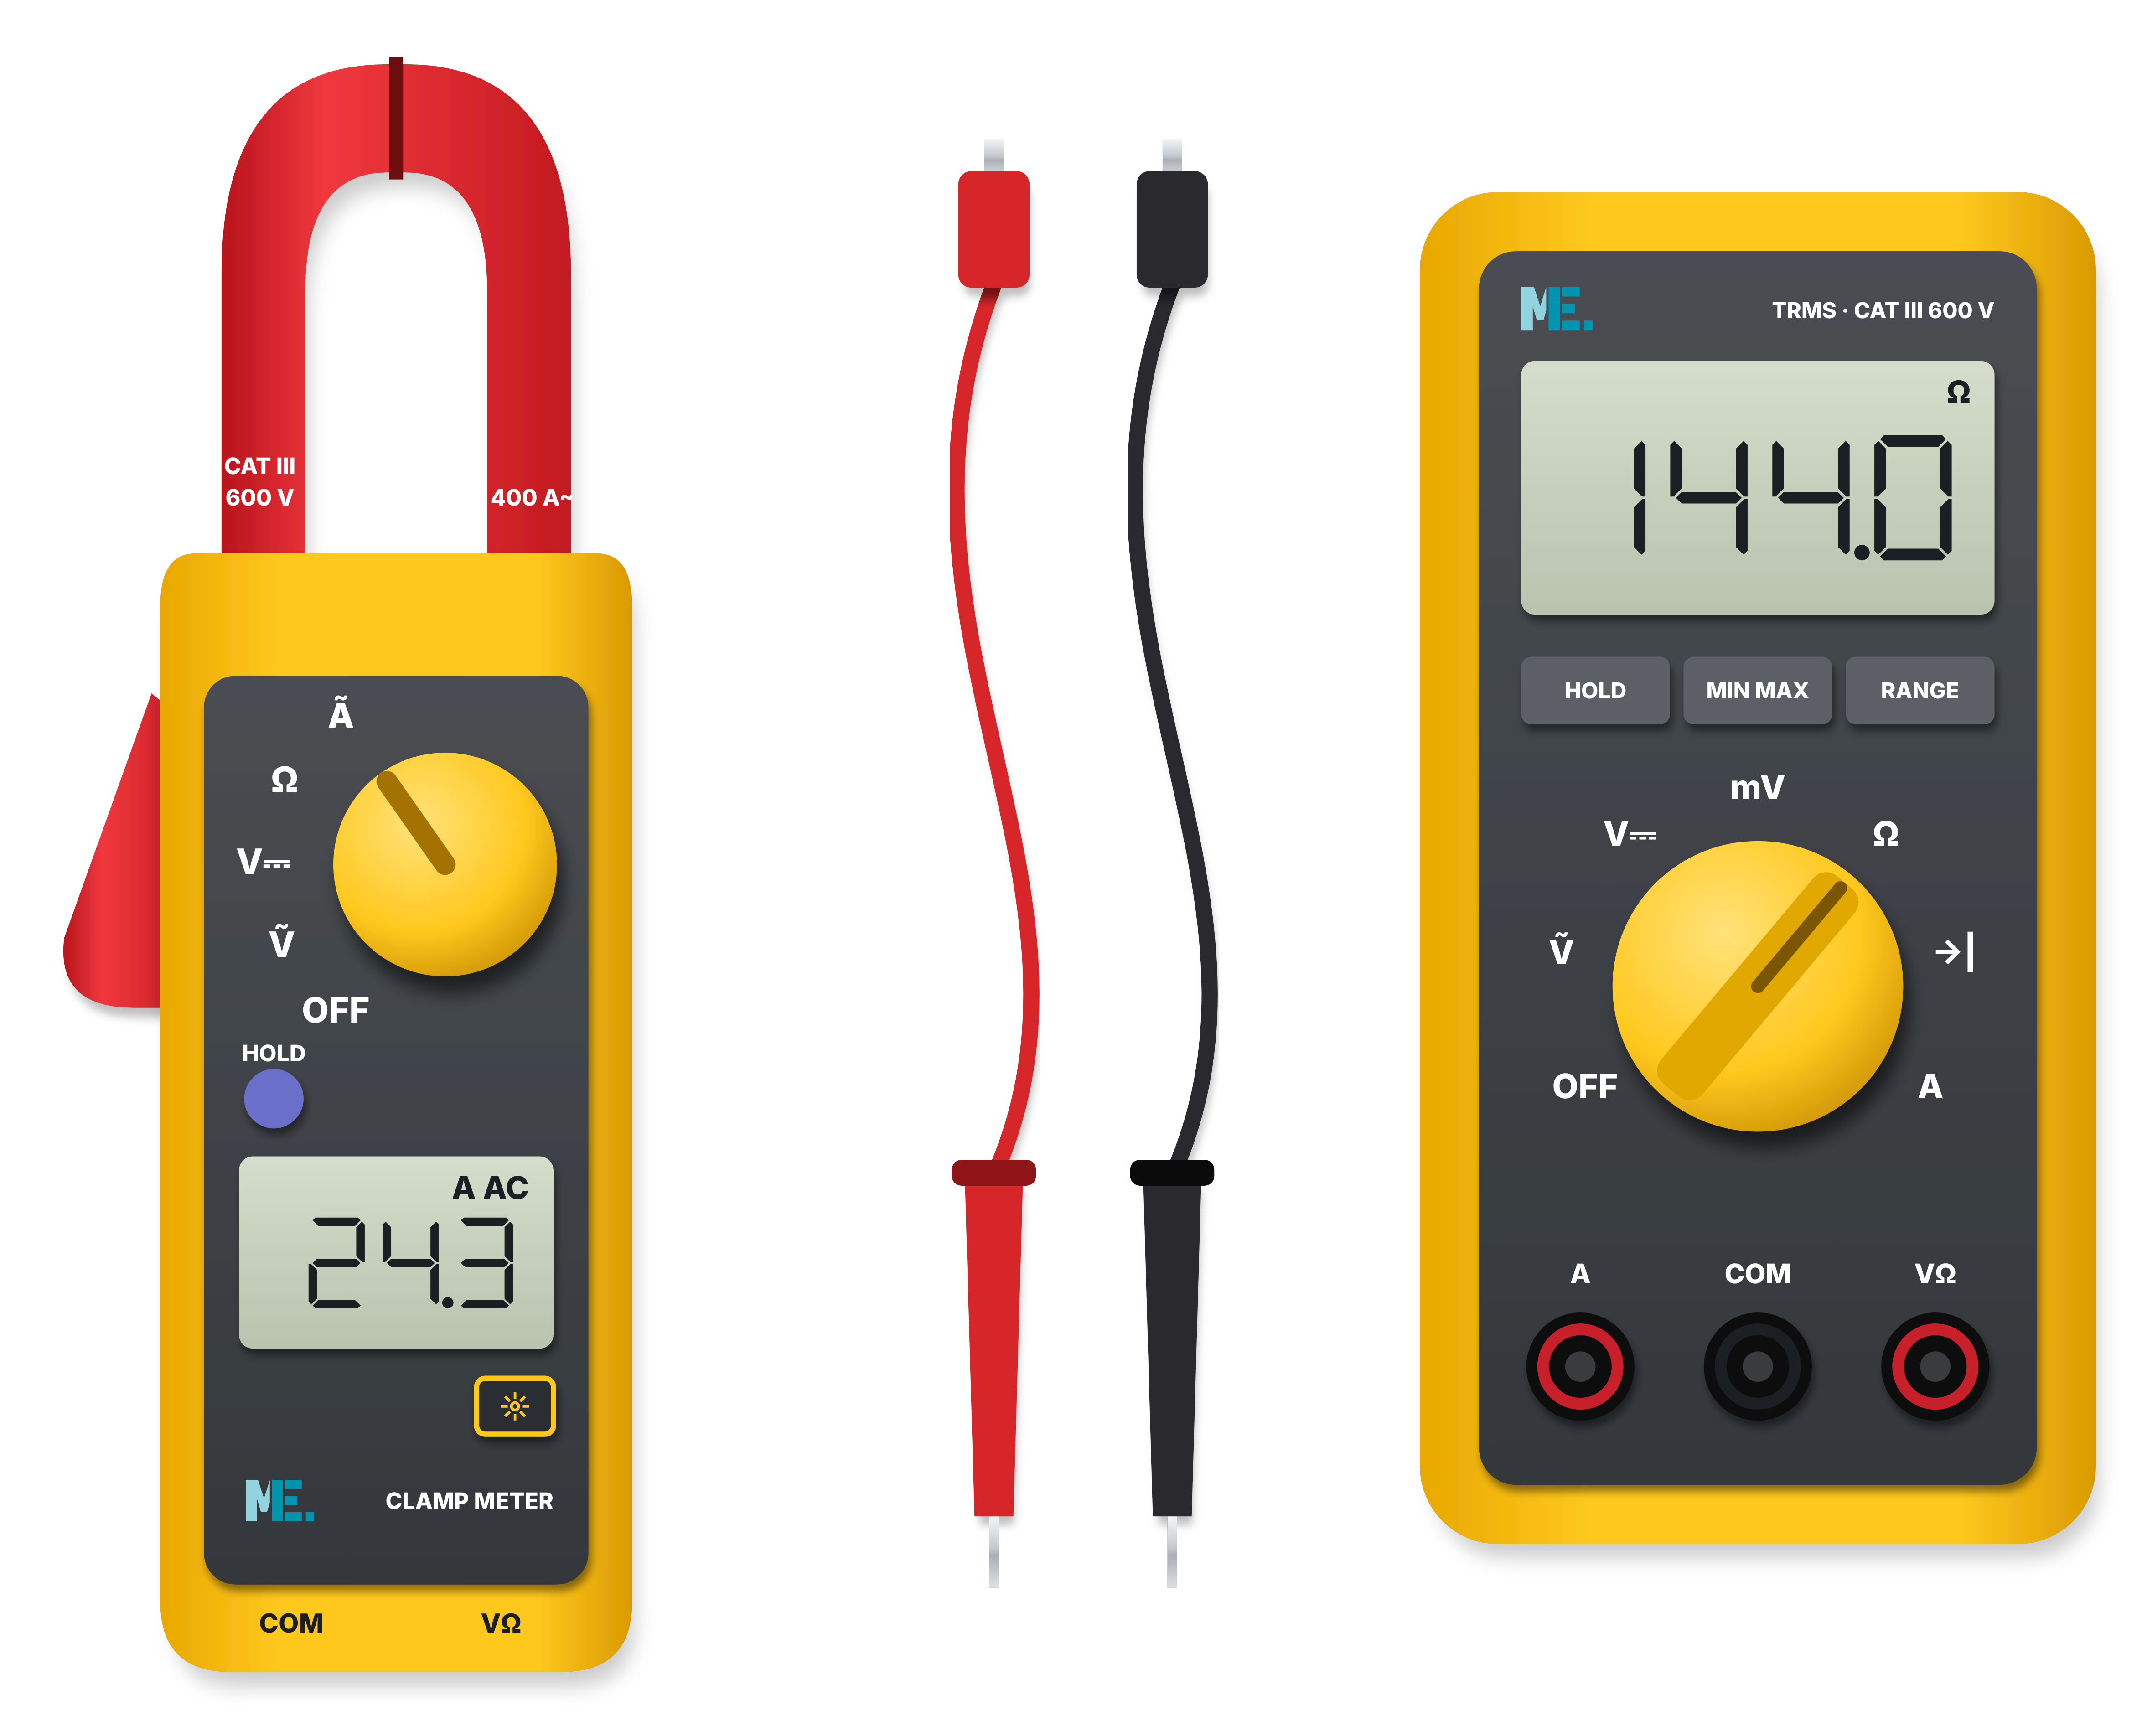 CAT III
600 V
400 A~
Ã
Ω
V⎓
Ṽ
OFF
HOLD
A AC
24.3
ME.
CLAMP METER
COM
VΩ
ME.
TRMS · CAT III 600 V
Ω
144.0
HOLD
MIN MAX
RANGE
mV
V⎓
Ω
Ṽ
OFF
A
A
COM
VΩ